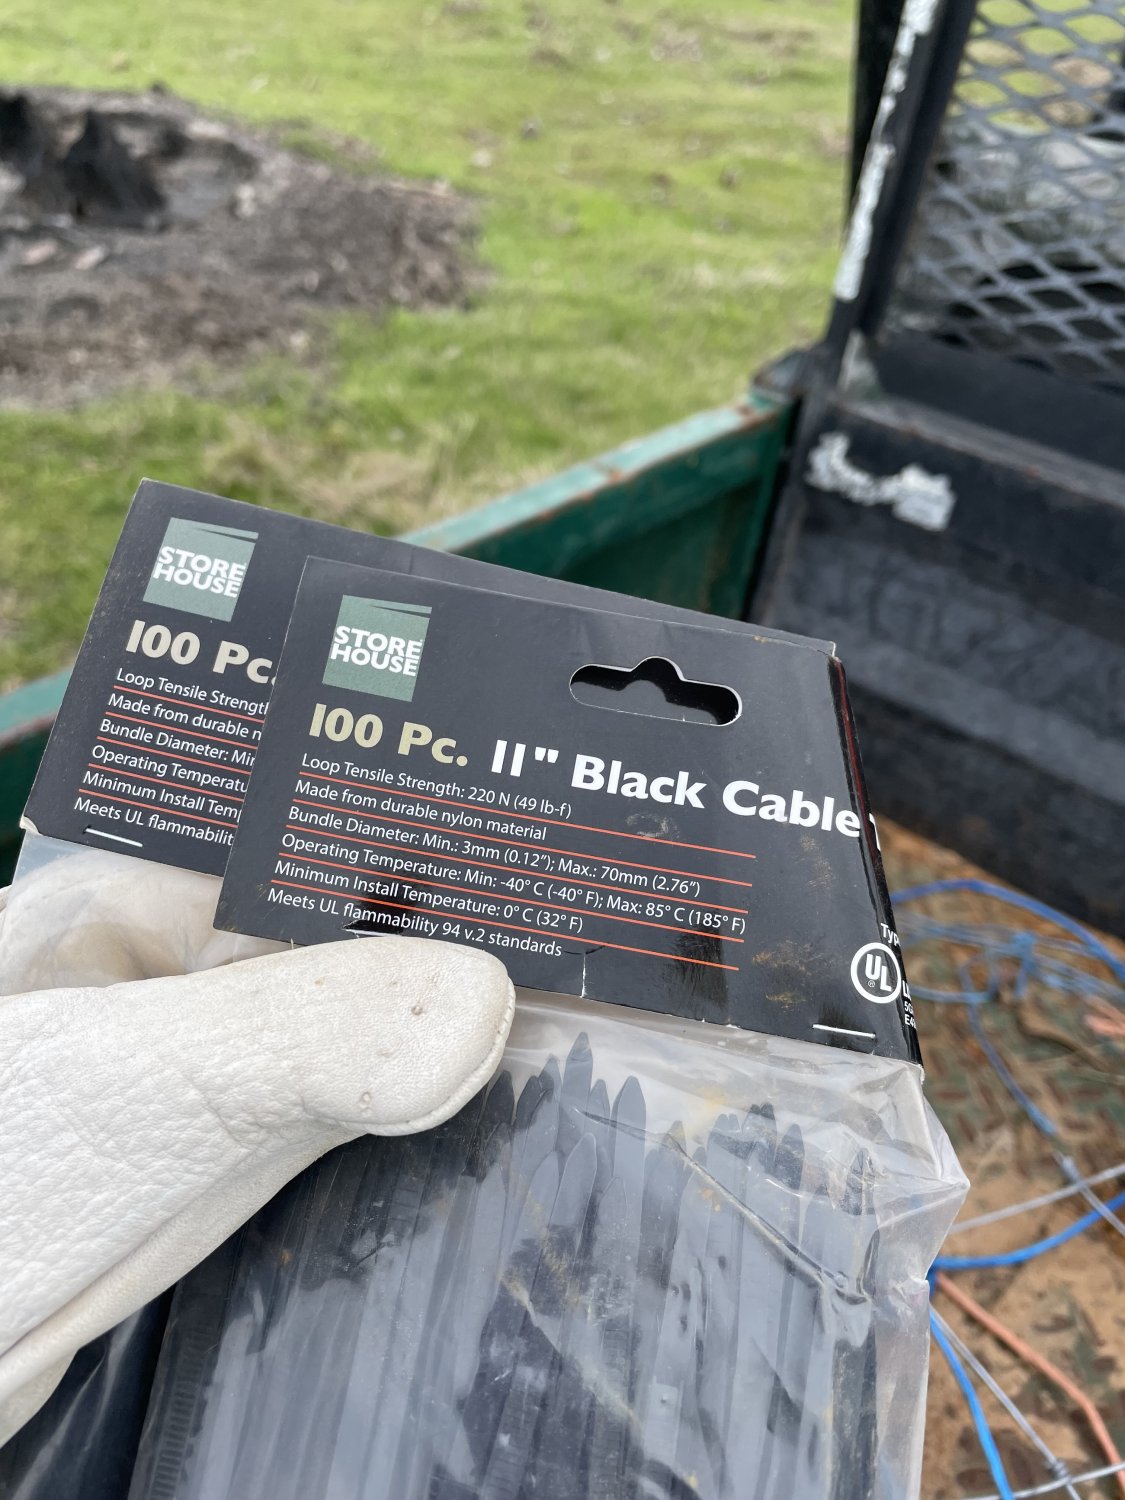 STORE
HOUSE
100 Pc.
Loop Tensile Strength
Made from durable
Bundle Diameter:
Operating
Minimum Install
Meets UL
STORE
HOUSE
100 Pc. 11" Black Cable
Loop Tensile Strength: 220 N (49 lb-f)
Made from durable nylon material
Bundle Diameter: Min.: 3mm (0.12″); Max.: 70mm (2.76″)
Operating Temperature: Min: -40° C (-40° F); Max: 85° C (185° F)
Minimum Install Temperature: 0° C (32° F)
Meets UL flammability 94 v.2 standards
UL
®